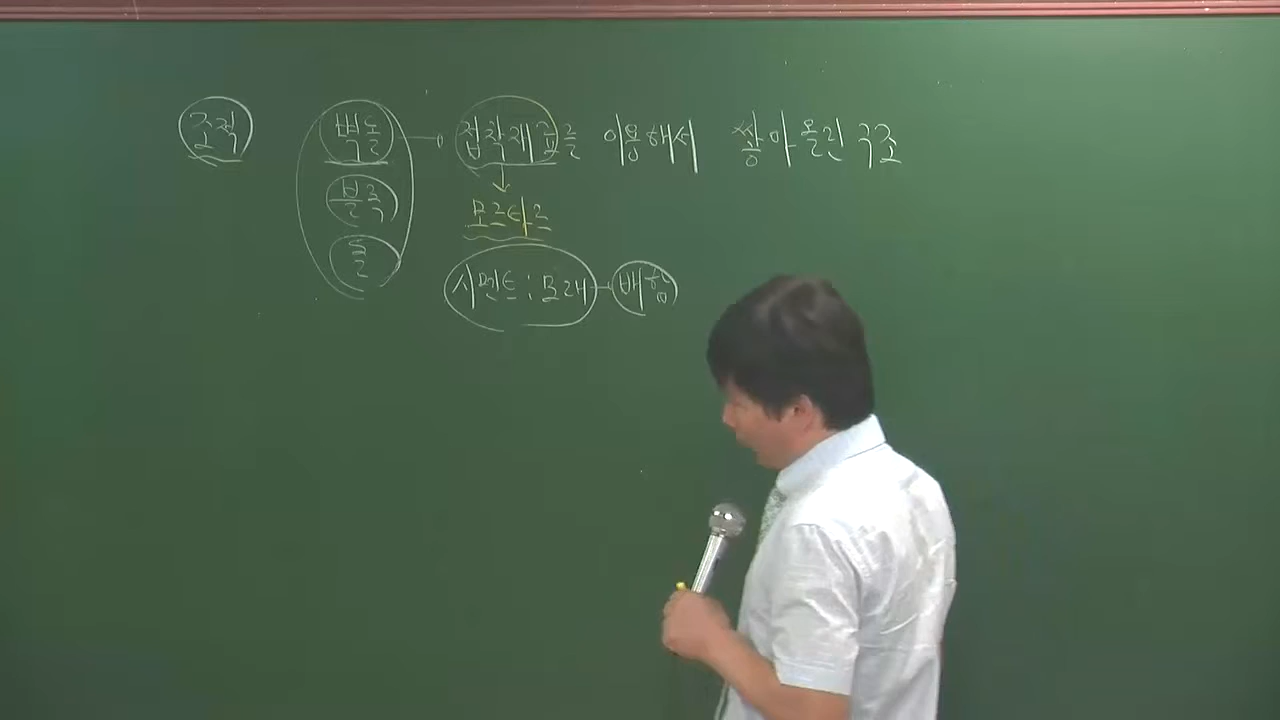 조적 벽돌 접착재료를 이용해서 쌓아올린 구조
블록 모르타르
돌 시멘트 : 모래 배합